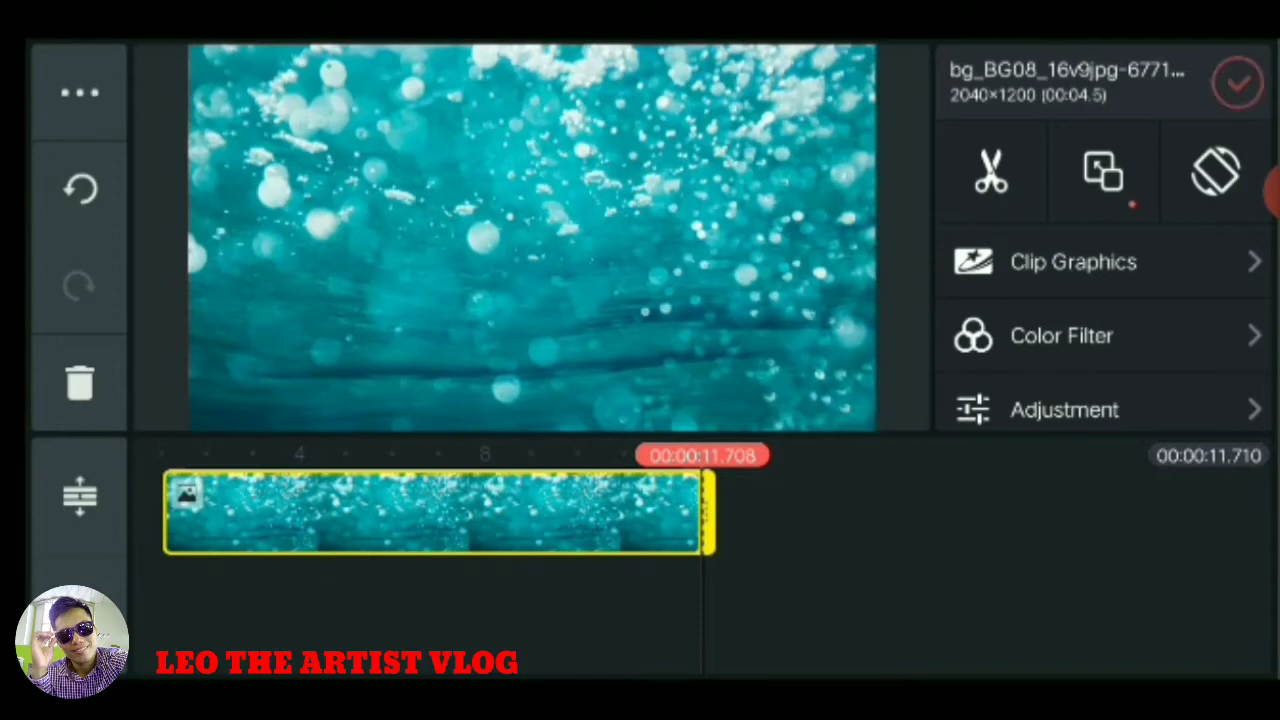 bg_BG08_16v9jpg-6771...
2040×1200 (00:04.5)
Clip Graphics
Color Filter
Adjustment
4
8
00:00:11.708
00:00:11.710
LEO THE ARTIST VLOG